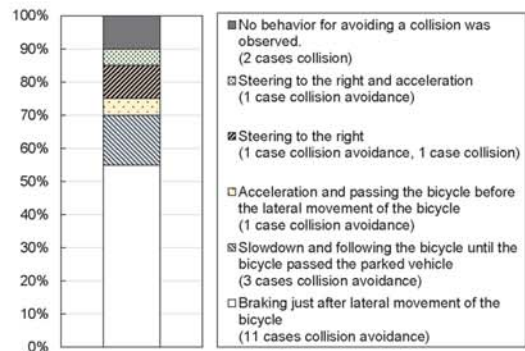 100%
90%
80%
70%
60%
50%
40%
30%
20%
10%
0%
No behavior for avoiding a collision was
observed.
(2 cases collision)
Steering to the right and acceleration
(1 case collision avoidance)
Steering to the right
(1 case collision avoidance, 1 case collision)
Acceleration and passing the bicycle before
the lateral movement of the bicycle
(1 case collision avoidance)
Slowdown and following the bicycle until the
bicycle passed the parked vehicle
(3 cases collision avoidance)
Braking just after lateral movement of the
bicycle
(11 cases collision avoidance)